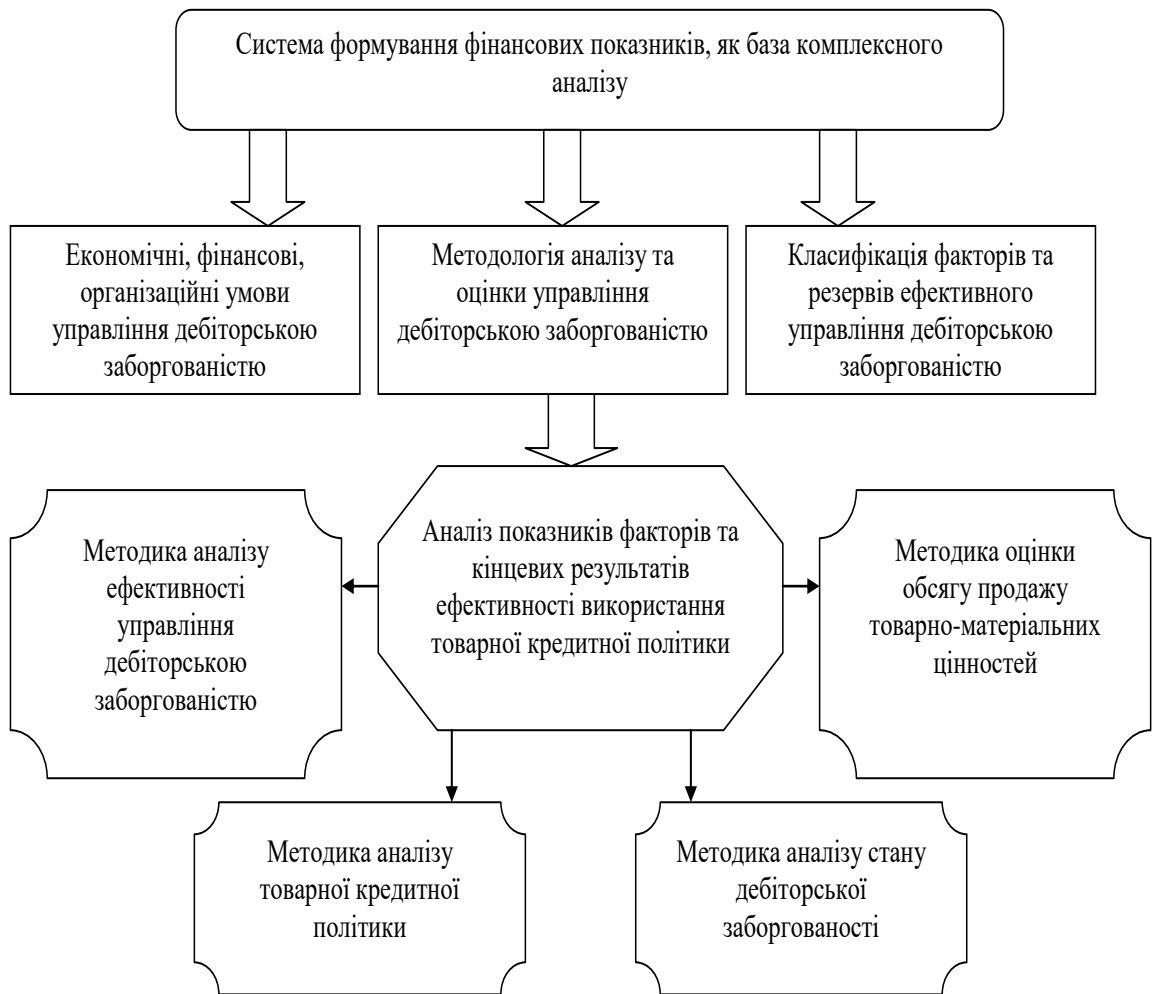 Система формування фінансових показників, як база комплексного
аналізу
Економічні, фінансові,
організаційні умови
управління дебіторською
заборгованістю
Методологія аналізу та
оцінки управління
дебіторською заборгованістю
Класифікація факторів та
резервів ефективного
управління дебіторською
заборгованістю
Аналіз показників факторів та
кінцевих результатів
ефективності використання
товарної кредитної політики
Методика аналізу
ефективності
управління
дебіторською
заборгованістю
Методика оцінки
обсягу продажу
товарно-матеріальних
цінностей
Методика аналізу
товарної кредитної
політики
Методика аналізу стану
дебіторської
заборгованості